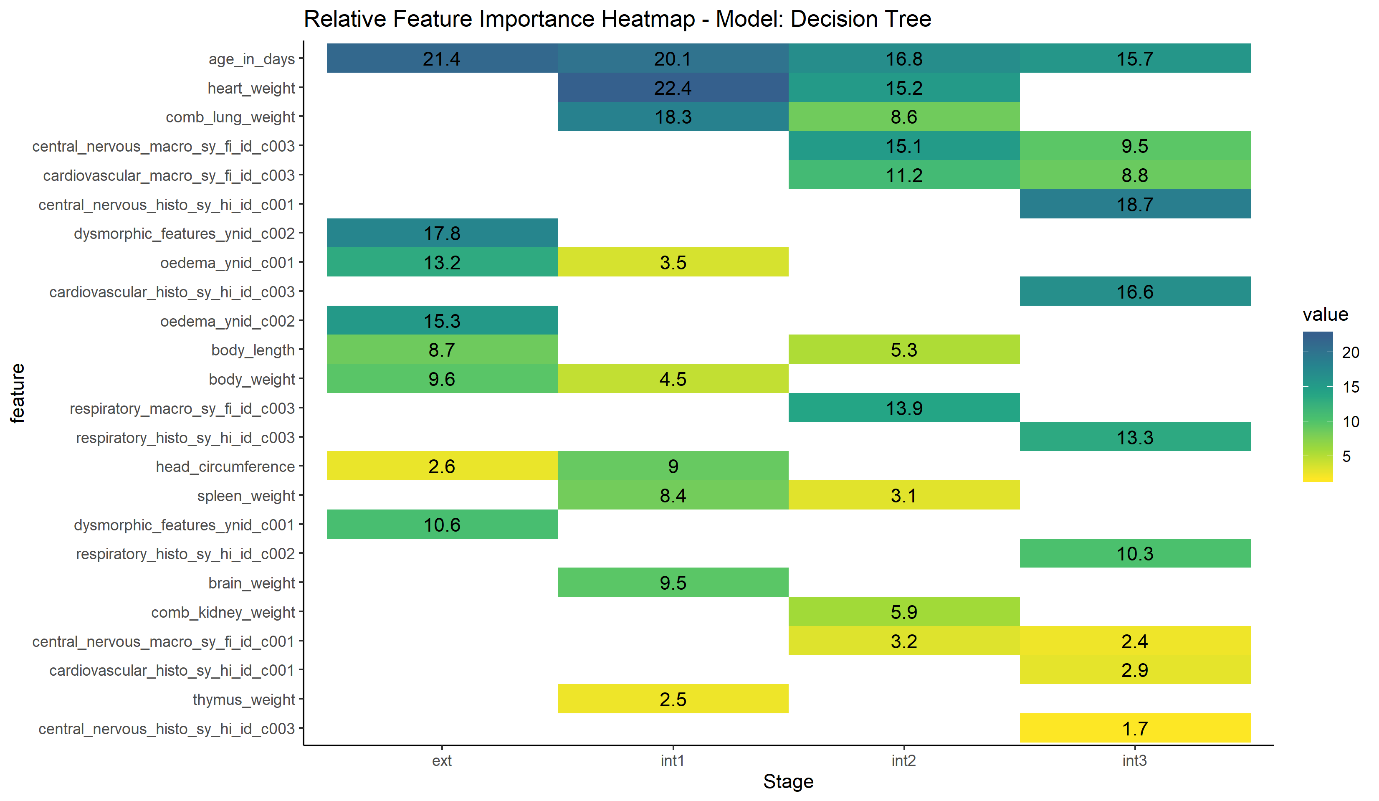 Relative Feature Importance Heatmap - Model: Decision Tree
feature
age_in_days 21.4 20.1 16.8 15.7
heart_weight 22.4 15.2
comb_lung_weight 18.3 8.6
central_nervous_macro_sy_fi_id_c003 15.1 9.5
cardiovascular_macro_sy_fi_id_c003 11.2 8.8
central_nervous_histo_sy_hi_id_c001 18.7
dysmorphic_features_ynid_c002 17.8
oedema_ynid_c001 13.2 3.5
cardiovascular_histo_sy_hi_id_c003 16.6
oedema_ynid_c002 15.3
body_length 8.7 5.3
body_weight 9.6 4.5
respiratory_macro_sy_fi_id_c003 13.9
respiratory_histo_sy_hi_id_c003 13.3
head_circumference 2.6 9
spleen_weight 8.4 3.1
dysmorphic_features_ynid_c001 10.6
respiratory_histo_sy_hi_id_c002 10.3
brain_weight 9.5
comb_kidney_weight 5.9
central_nervous_macro_sy_fi_id_c001 3.2 2.4
cardiovascular_histo_sy_hi_id_c001 2.9
thymus_weight 2.5
central_nervous_histo_sy_hi_id_c003 1.7
ext int1 int2 int3
Stage
value
20
15
10
5